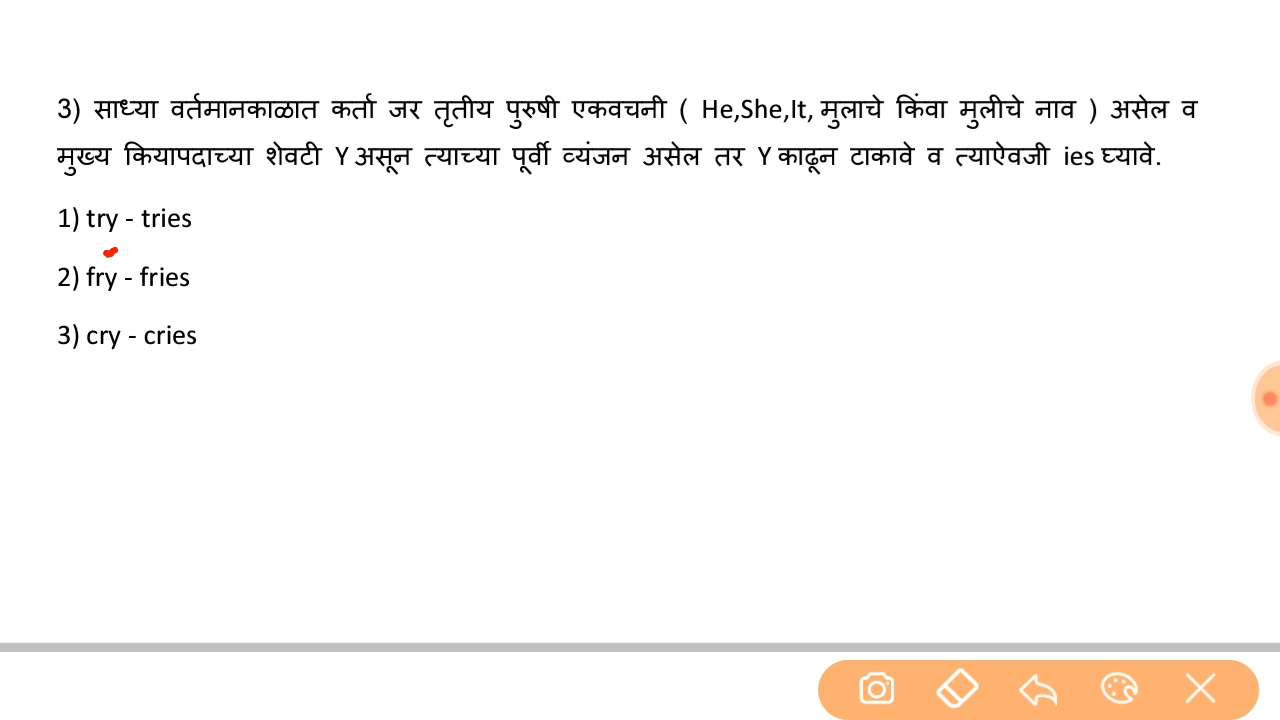 3) साध्या वर्तमानकाळात कर्ता जर तृतीय पुरुषी एकवचनी ( He,She,It, मुलाचे किंवा मुलीचे नाव ) असेल व
मुख्य कियापदाच्या शेवटी Y असून त्याच्या पूर्वी व्यंजन असेल तर Y काढून टाकावे व त्याऐवजी ies घ्यावे.
1) try - tries
2) fry - fries
3) cry - cries